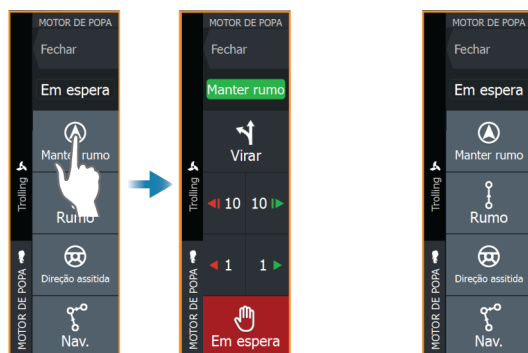 MOTOR DE POPA
Fechar
Em espera
Manter rumo
Rumo
Direção assitida
Nav.
Trolling
MOTOR DE POPA
MOTOR DE POPA
Fechar
Manter rumo
Virar
10 10
1 1
Em espera
Trolling
MOTOR DE POPA
MOTOR DE POPA
Fechar
Em espera
Manter rumo
Rumo
Direção assitida
Nav.
Trolling
MOTOR DE POPA